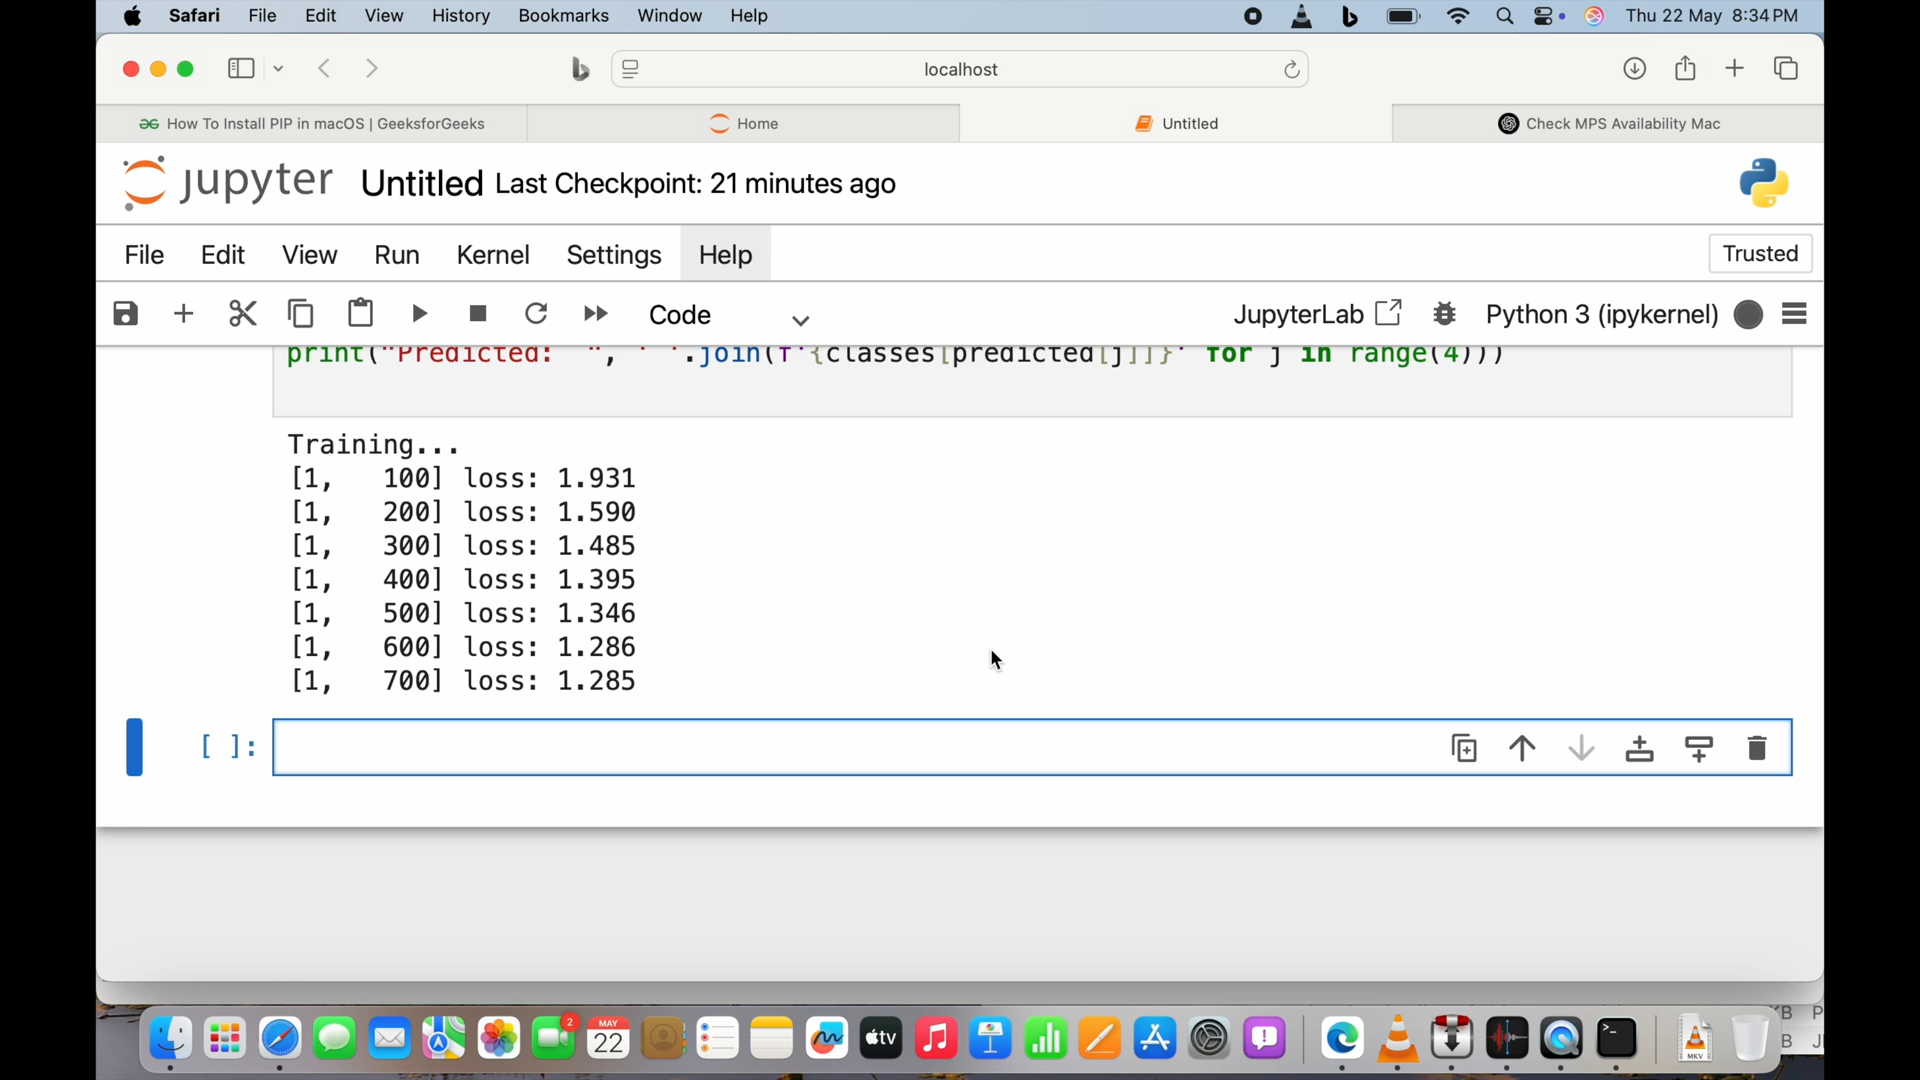 Safari File Edit View History Bookmarks Window Help Thu 22 May 8:34 PM
localhost
How To Install PIP in macOS | GeeksforGeeks Home Untitled Check MPS Availability Mac
jupyter Untitled Last Checkpoint: 21 minutes ago
File Edit View Run Kernel Settings Help Trusted
Code JupyterLab Python 3 (ipykernel)
print("Predicted: ", ' '.join(f'{classes[predicted[j]]}' for j in range(4)))
Training...
[1, 100] loss: 1.931
[1, 200] loss: 1.590
[1, 300] loss: 1.485
[1, 400] loss: 1.395
[1, 500] loss: 1.346
[1, 600] loss: 1.286
[1, 700] loss: 1.285
[ ]:
2
MAY
22
tv
MKV